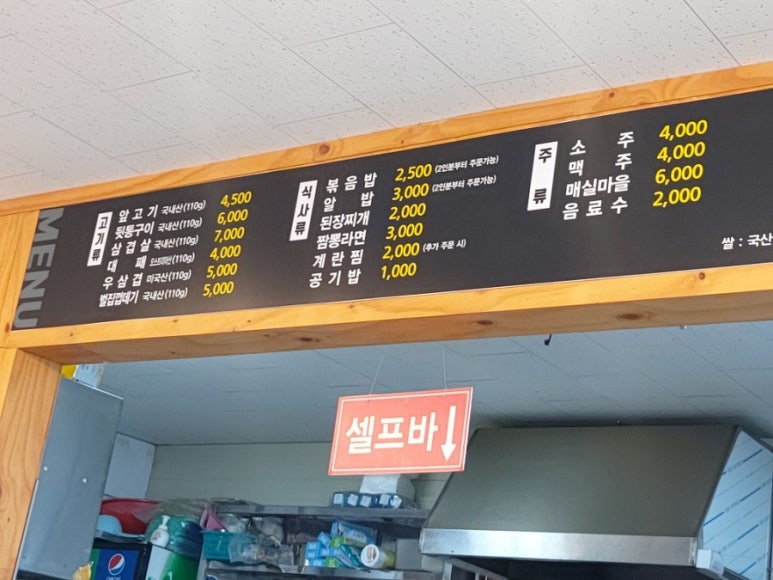 MENU
고기류
앞고기 국내산(110g) 4,500
뒷통구이 국내산(110g) 6,000
삼겹살 국내산(110g) 7,000
대패 (110g) 4,000
우삼겹 미국산(110g) 5,000
벌집껍데기 국내산(110g) 5,000
식사류
볶음밥 2,500 (2인분부터 주문가능)
알밥 3,000 (2인분부터 주문가능)
된장찌개 2,000
짬뽕라면 3,000
계란찜 2,000 (추가 주문 시)
공기밥 1,000
주류
소주 4,000
맥주 4,000
매실마을 6,000
음료수 2,000
쌀 : 국산
셀프바↓
pepsi